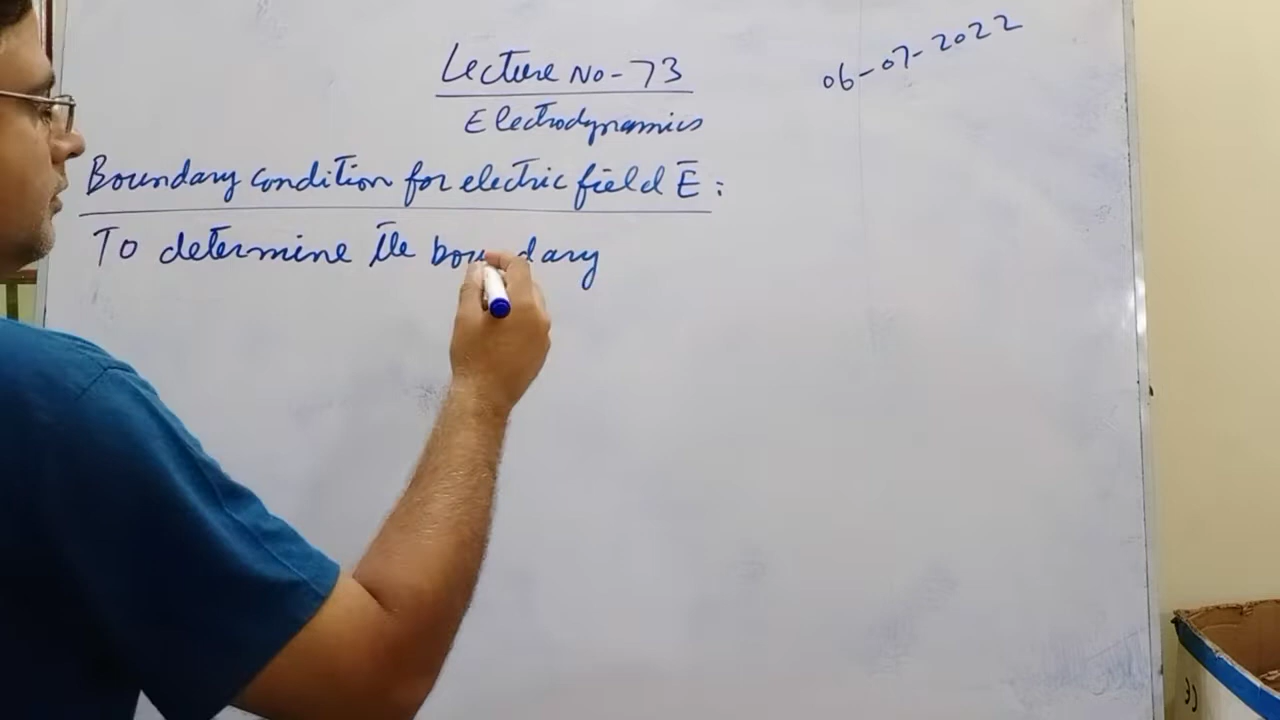 Lecture No-73
06-07-2022
Electrodynamics
Boundary condition for electric field E̅ :
To determine the boundary